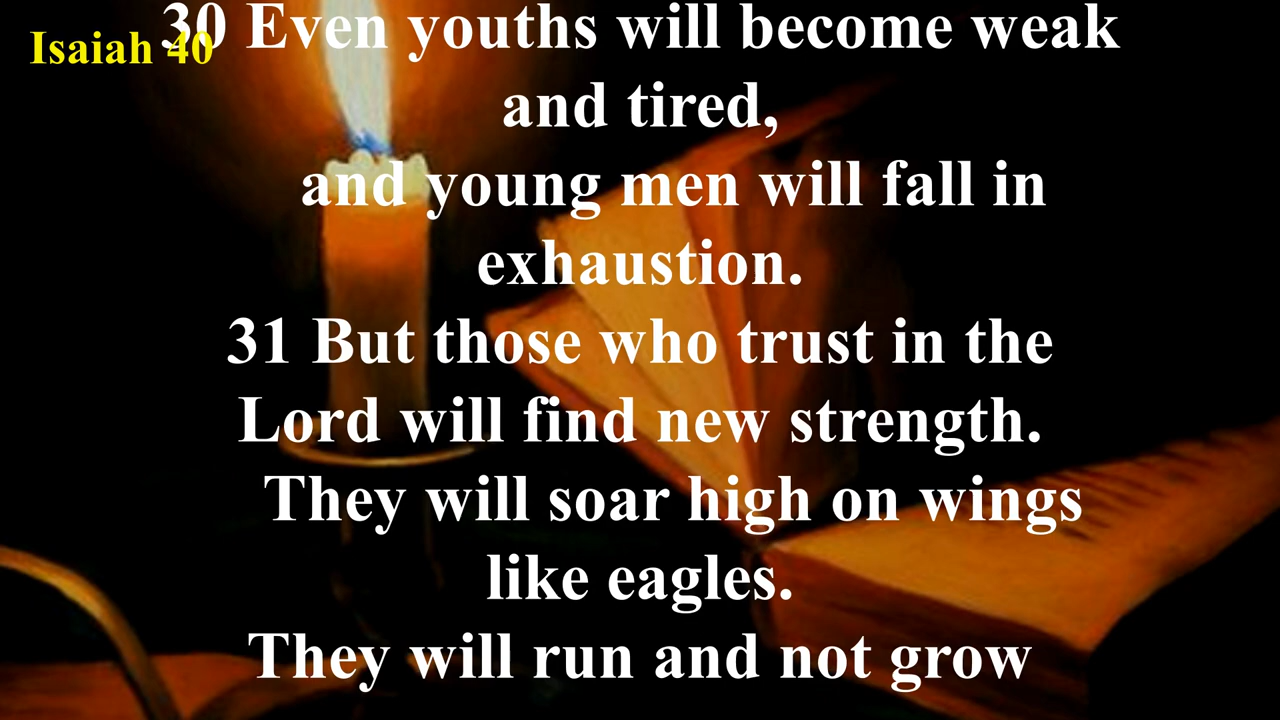 Isaiah 40
30 Even youths will become weak
and tired,
and young men will fall in
exhaustion.
31 But those who trust in the
Lord will find new strength.
They will soar high on wings
like eagles.
They will run and not grow